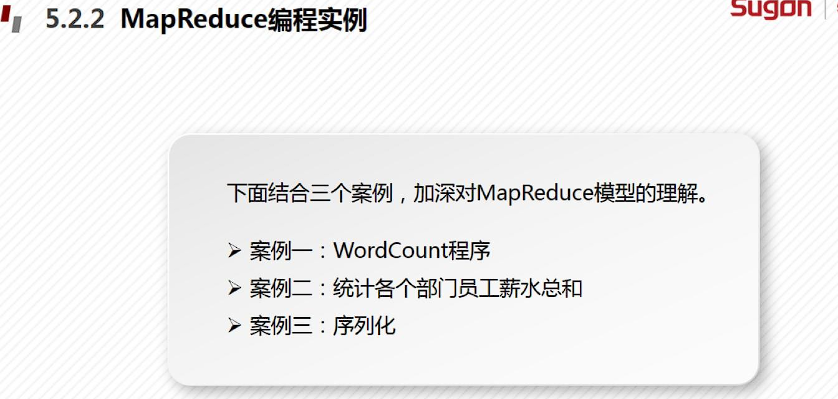 5.2.2 MapReduce编程实例
Sugon
下面结合三个案例，加深对MapReduce模型的理解。
➢ 案例一：WordCount程序
➢ 案例二：统计各个部门员工薪水总和
➢ 案例三：序列化